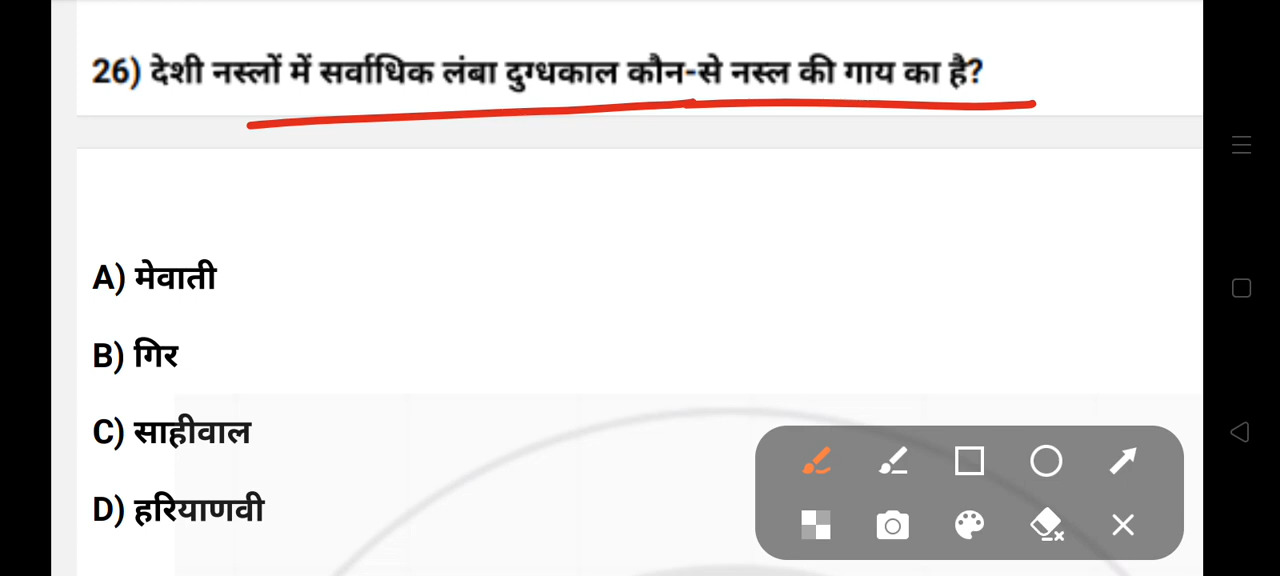 26) देशी नस्लों में सर्वाधिक लंबा दुग्धकाल कौन-से नस्ल की गाय का है?
A) मेवाती
B) गिर
C) साहीवाल
D) हरियाणवी